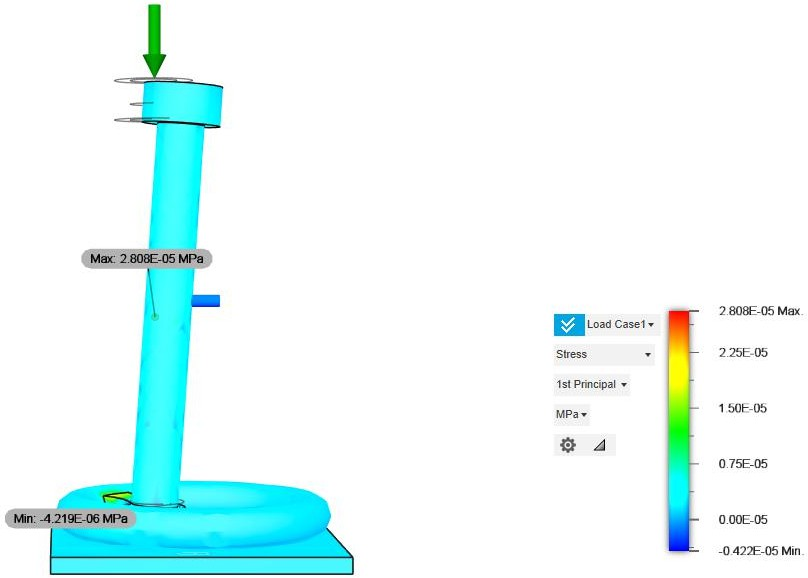 Max: 2.808E-05 MPa
Min: -4.219E-06 MPa
Load Case1
Stress
1st Principal
MPa
2.808E-05 Max.
2.25E-05
1.50E-05
0.75E-05
0.00E-05
-0.422E-05 Min.